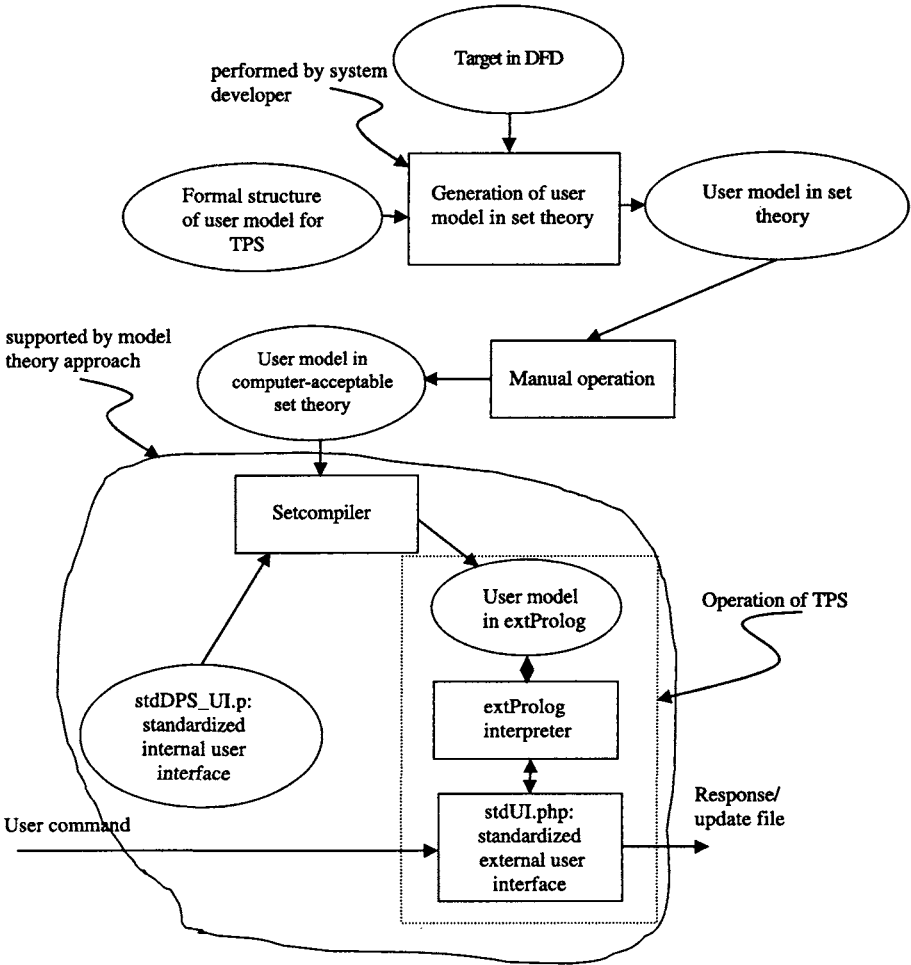 Target in DFD
performed by system
developer
Formal structure
of user model for
TPS
Generation of user
model in set theory
User model in set
theory
supported by model
theory approach
User model in
computer-acceptable
set theory
Manual operation
Setcompiler
User model
in extProlog
Operation of TPS
stdDPS_UI.p:
standardized
internal user
interface
extProlog
interpreter
User command
stdUI.php:
standardized
external user
interface
Response/
update file